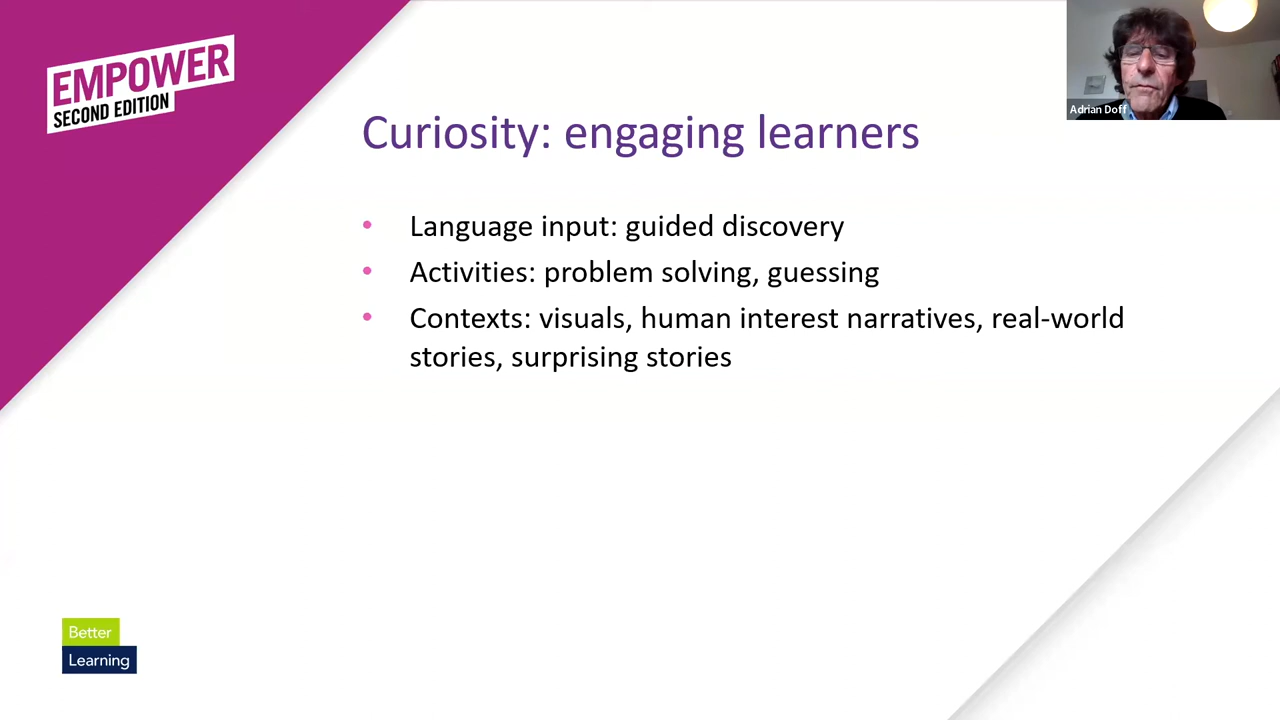 EMPOWER
SECOND EDITION
Adrian Doff
Curiosity: engaging learners
• Language input: guided discovery
• Activities: problem solving, guessing
• Contexts: visuals, human interest narratives, real-world
stories, surprising stories
Better
Learning